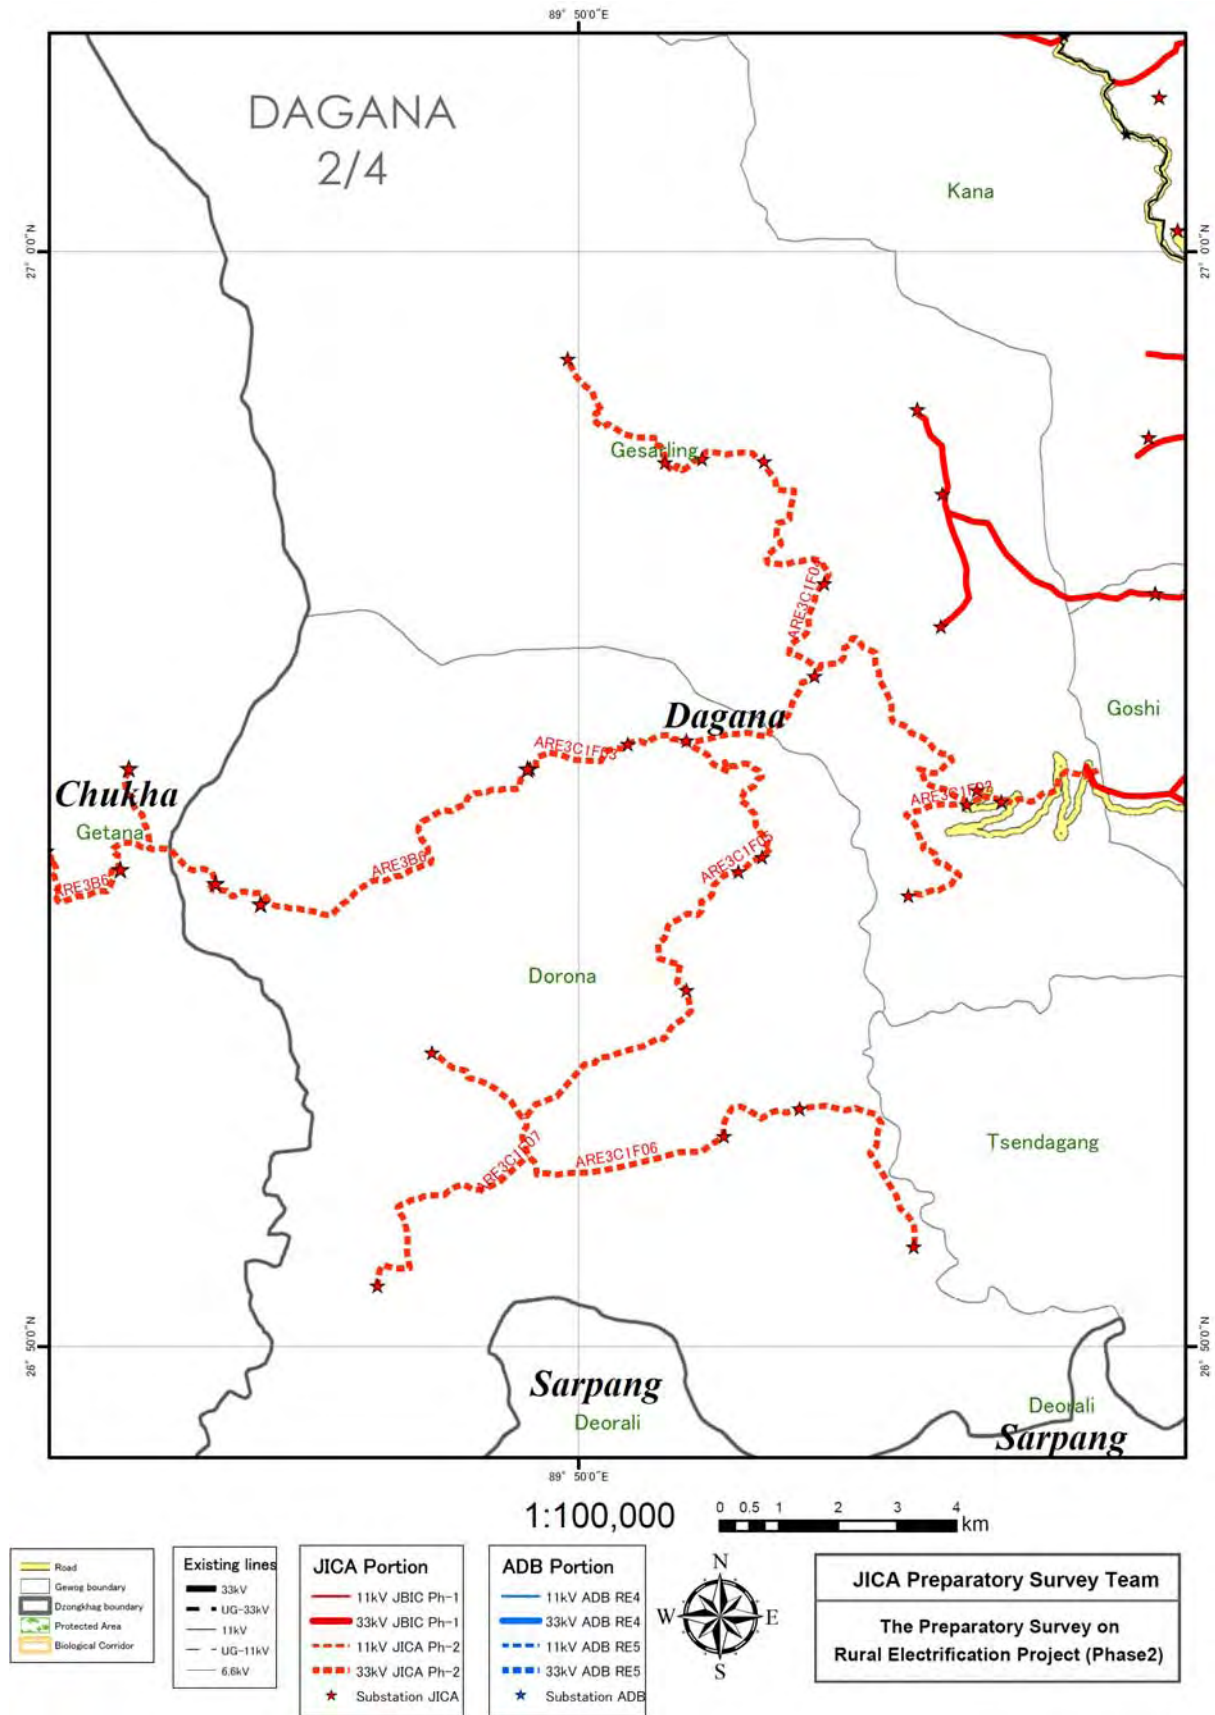 89° 50'0"E
DAGANA
2/4
Kana
27° 0'0"N
27° 0'0"N
Gesarling
ARE3C1F04
Dagana
Goshi
ARE3C1F03
Chukha
ARE3C1F02
Getana
ARE3B6
ARE3B6
ARE3C1F05
Dorona
ARE3C1F07
ARE3C1F06
Tsendagang
26° 50'0"N
26° 50'0"N
Sarpang
Deorali
Deorali
Sarpang
89° 50'0"E
1:100,000
0 0.5 1 2 3 4
km
Road
Gewog boundary
Dzongkhag boundary
Protected Area
Biological Corridor
Existing lines
33kV
UG-33kV
11kV
UG-11kV
6.6kV
JICA Portion
11kV JBIC Ph-1
33kV JBIC Ph-1
11kV JICA Ph-2
33kV JICA Ph-2
Substation JICA
ADB Portion
11kV ADB RE4
33kV ADB RE4
11kV ADB RE5
33kV ADB RE5
Substation ADB
N
W E
S
JICA Preparatory Survey Team
The Preparatory Survey on
Rural Electrification Project (Phase2)